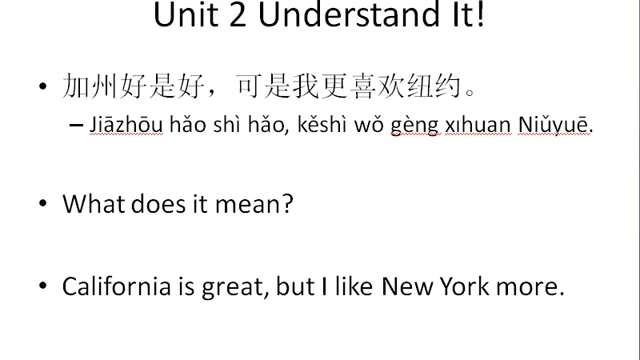 Unit 2 Understand It!
加州好是好，可是我更喜欢纽约。
– Jiāzhōu hǎo shì hǎo, kěshì wǒ gèng xıhuan Niǔyuē.
What does it mean?
California is great, but I like New York more.